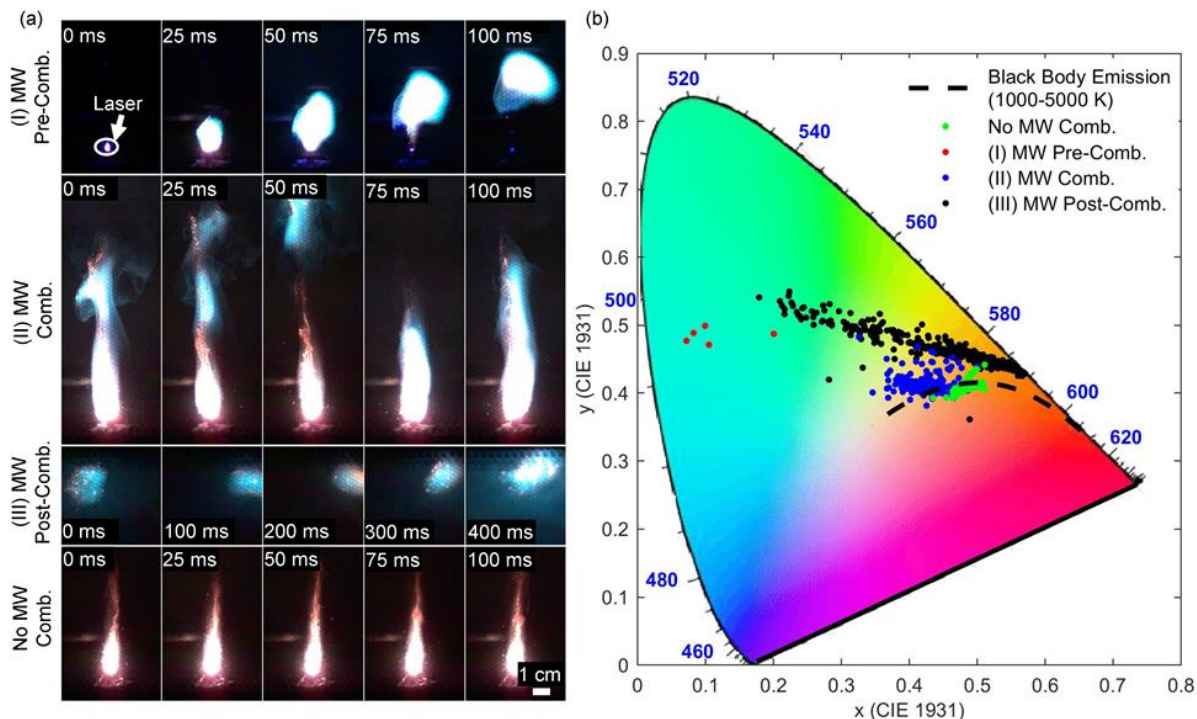 (a)
(I) MW
Pre-Comb.
0 ms
25 ms
50 ms
75 ms
100 ms
Laser
(II) MW
Comb.
0 ms
25 ms
50 ms
75 ms
100 ms
(III) MW
Post-Comb.
0 ms
100 ms
200 ms
300 ms
400 ms
No MW
Comb.
0 ms
25 ms
50 ms
75 ms
100 ms
1 cm
(b)
y (CIE 1931)
0.9
0.8
0.7
0.6
0.5
0.4
0.3
0.2
0.1
0
520
540
560
580
600
620
500
480
460
Black Body Emission
(1000-5000 K)
No MW Comb.
(I) MW Pre-Comb.
(II) MW Comb.
(III) MW Post-Comb.
0
0.1
0.2
0.3
0.4
0.5
0.6
0.7
0.8
x (CIE 1931)